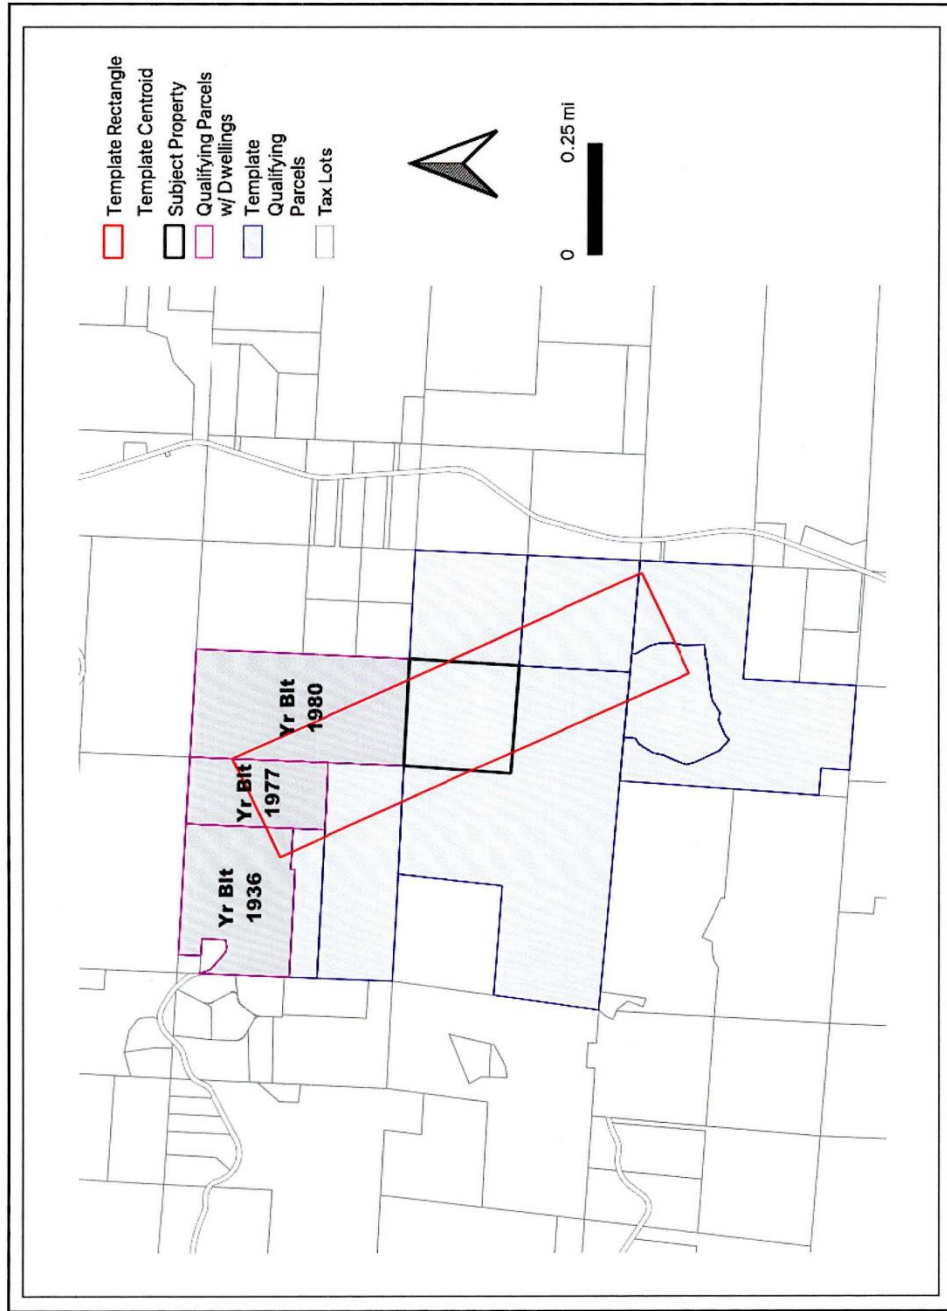 Template Rectangle
Template Centroid
Subject Property
Qualifying Parcels
w/ Dwellings
Template
Qualifying
Parcels
Tax Lots
0
0.25 mi
Yr Blt
1936
Yr Blt
1977
Yr Blt
1980